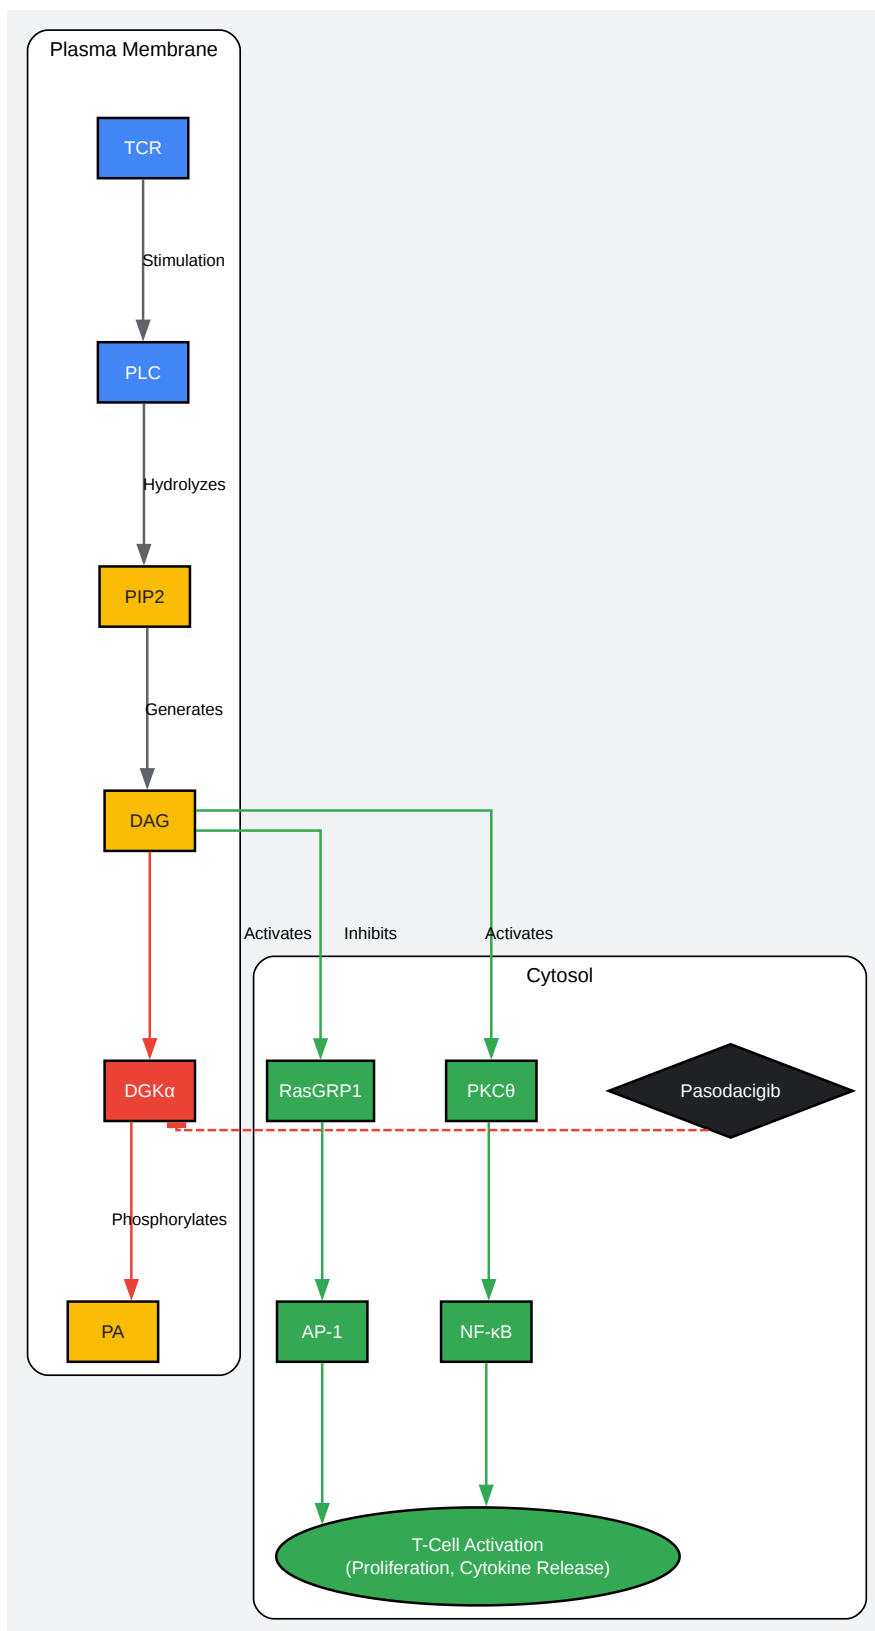 Plasma Membrane
TCR
Stimulation
PLC
Hydrolyzes
PIP2
Generates
DAG
Activates
Inhibits
Activates
Cytosol
DGKα
RasGRP1
PKCθ
Pasodacigib
Phosphorylates
PA
AP-1
NF-κB
T-Cell Activation
(Proliferation, Cytokine Release)